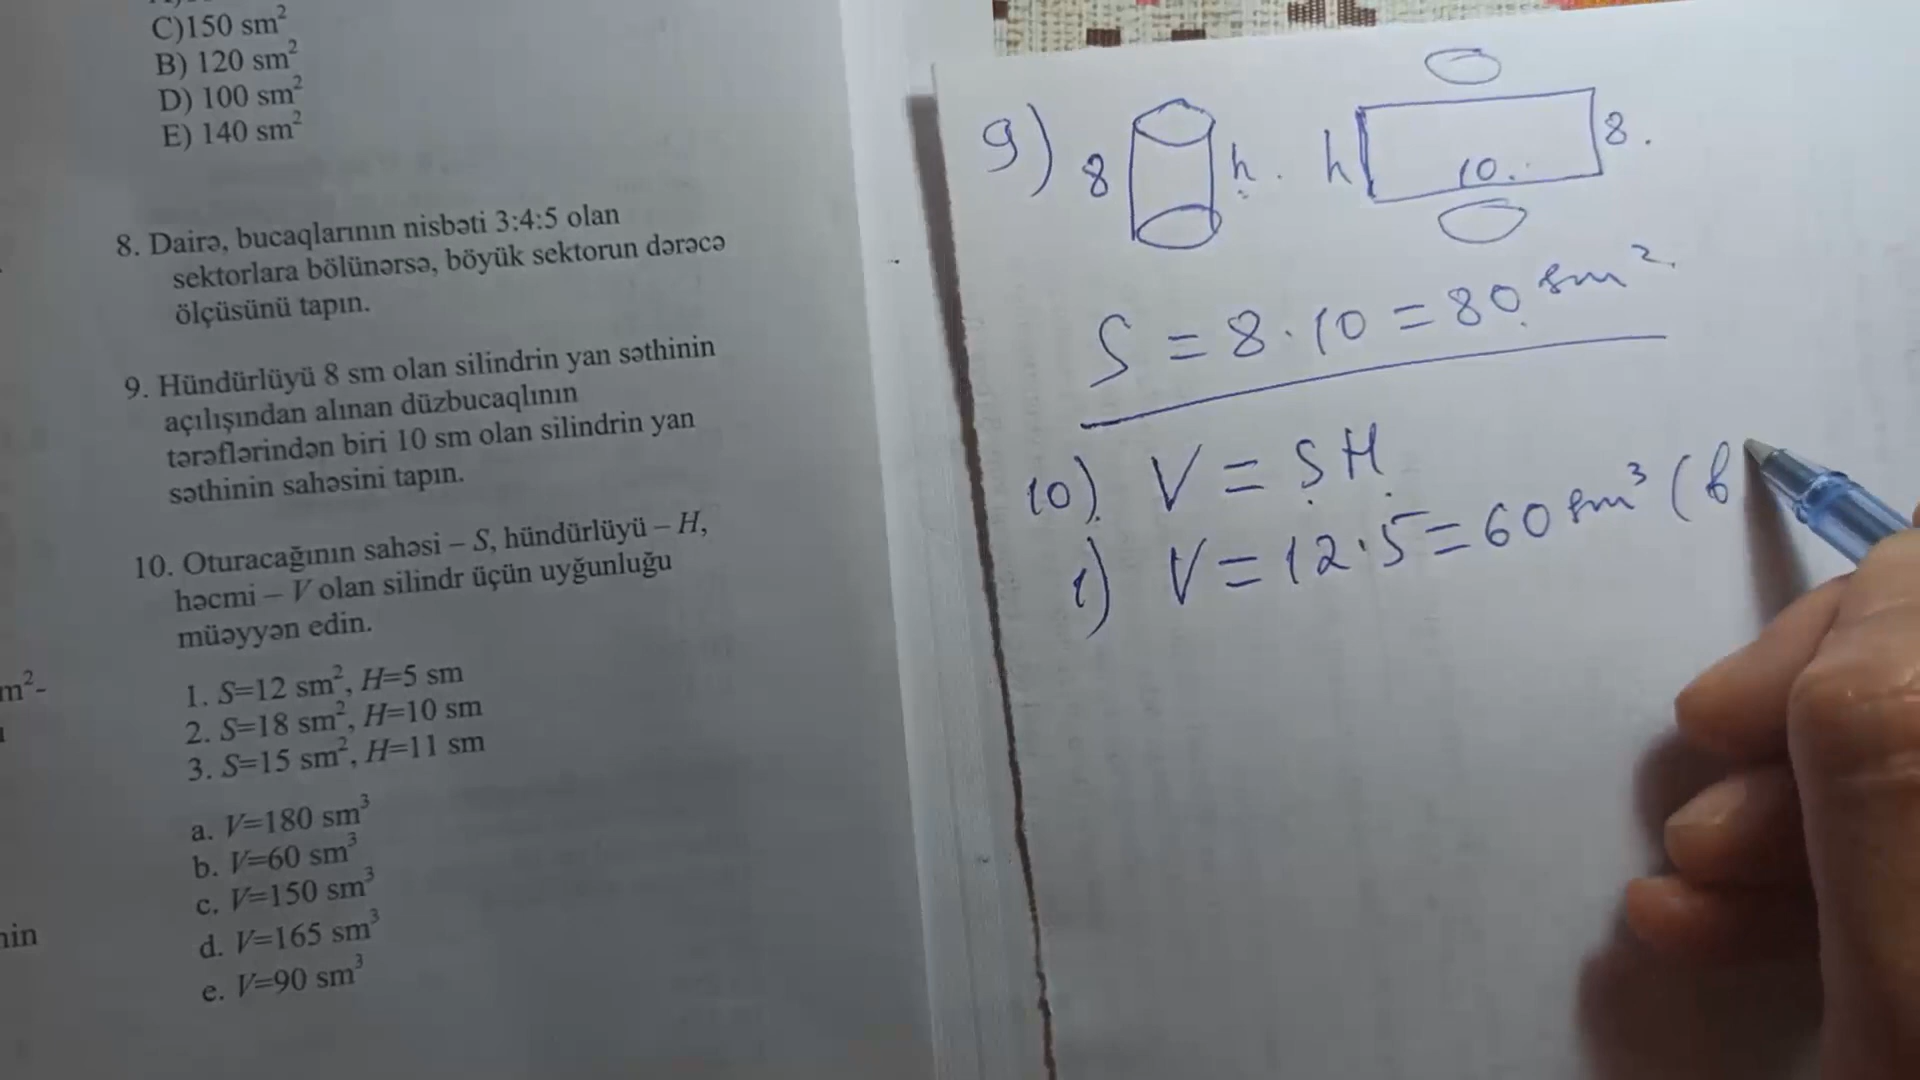 C)150 sm²
B) 120 sm²
D) 100 sm²
E) 140 sm²
8. Dairə, bucaqlarının nisbəti 3:4:5 olan
sektorlara bölünərsə, böyük sektorun dərəcə
ölçüsünü tapın.
9. Hündürlüyü 8 sm olan silindrin yan səthinin
açılışından alınan düzbucaqlının
tərəflərindən biri 10 sm olan silindrin yan
səthinin sahəsini tapın.
10. Oturacağının sahəsi – S, hündürlüyü – H,
həcmi – V olan silindr üçün uyğunluğu
müəyyən edin.
1. S=12 sm², H=5 sm
2. S=18 sm², H=10 sm
3. S=15 sm², H=11 sm
a. V=180 sm³
b. V=60 sm³
c. V=150 sm³
d. V=165 sm³
e. V=90 sm³
m²-
9) 8 h. h 10. 8.
S = 8·10 = 80 sm².
10) V = SH
1) V = 12·5 = 60 sm³ (b